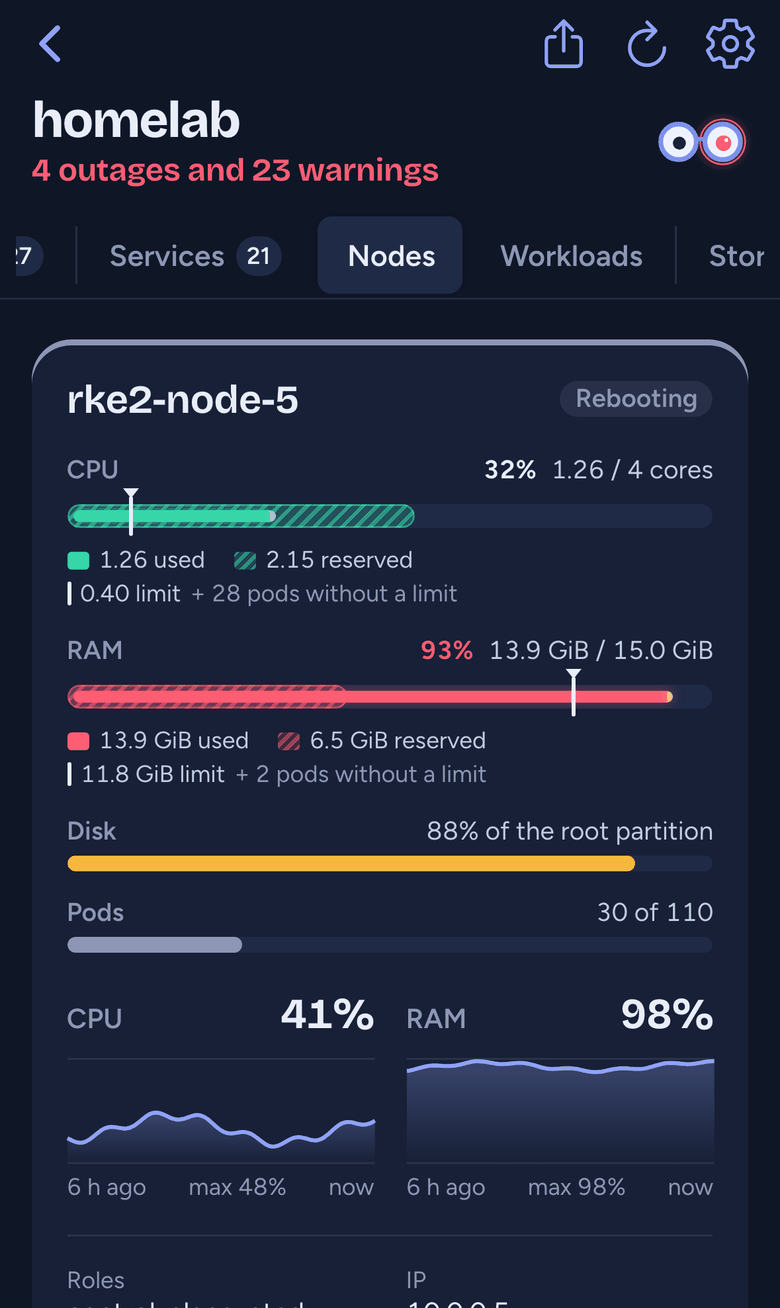 homelab
4 outages and 23 warnings
Services 21 Nodes Workloads
rke2-node-5 Rebooting
CPU 32% 1.26 / 4 cores
1.26 used 2.15 reserved
0.40 limit + 28 pods without a limit
RAM 93% 13.9 GiB / 15.0 GiB
13.9 GiB used 6.5 GiB reserved
11.8 GiB limit + 2 pods without a limit
Disk 88% of the root partition
Pods 30 of 110
CPU 41% RAM 98%
6 h ago max 48% now 6 h ago max 98% now
Roles IP